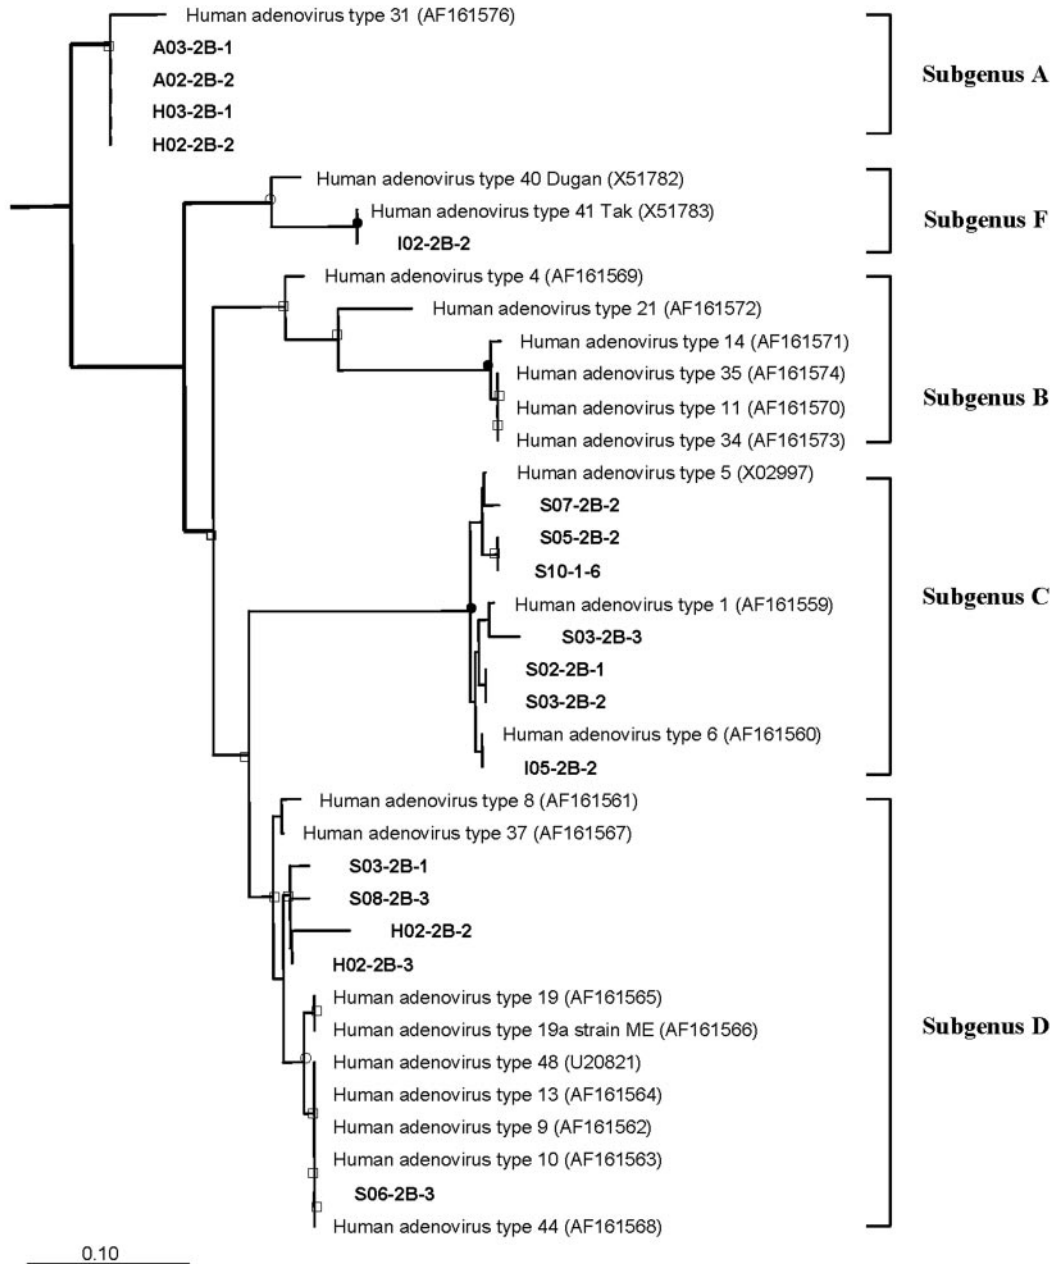 Human adenovirus type 31 (AF161576)
A03-2B-1
A02-2B-2
H03-2B-1
H02-2B-2
Subgenus A
Human adenovirus type 40 Dugan (X51782)
Human adenovirus type 41 Tak (X51783)
I02-2B-2
Subgenus F
Human adenovirus type 4 (AF161569)
Human adenovirus type 21 (AF161572)
Human adenovirus type 14 (AF161571)
Human adenovirus type 35 (AF161574)
Human adenovirus type 11 (AF161570)
Human adenovirus type 34 (AF161573)
Subgenus B
Human adenovirus type 5 (X02997)
S07-2B-2
S05-2B-2
S10-1-6
Human adenovirus type 1 (AF161559)
S03-2B-3
S02-2B-1
S03-2B-2
Human adenovirus type 6 (AF161560)
I05-2B-2
Subgenus C
Human adenovirus type 8 (AF161561)
Human adenovirus type 37 (AF161567)
S03-2B-1
S08-2B-3
H02-2B-2
H02-2B-3
Human adenovirus type 19 (AF161565)
Human adenovirus type 19a strain ME (AF161566)
Human adenovirus type 48 (U20821)
Human adenovirus type 13 (AF161564)
Human adenovirus type 9 (AF161562)
Human adenovirus type 10 (AF161563)
S06-2B-3
Human adenovirus type 44 (AF161568)
Subgenus D
0.10